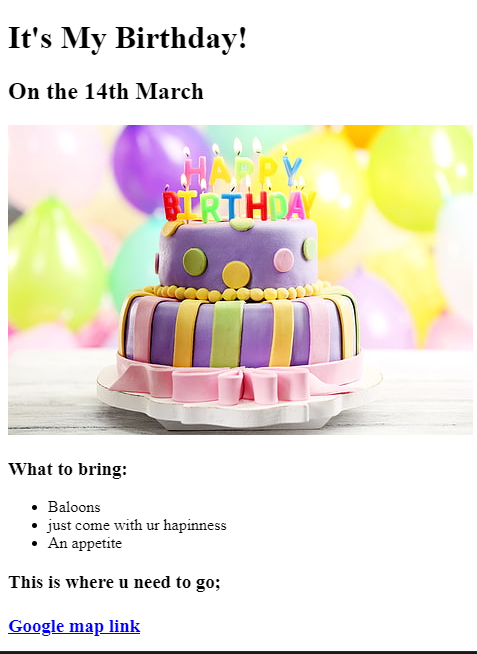 It's My Birthday!
On the 14th March
HAPPY
BIRTHDAY
What to bring:
Baloons
just come with ur hapinness
An appetite
This is where u need to go;
Google map link